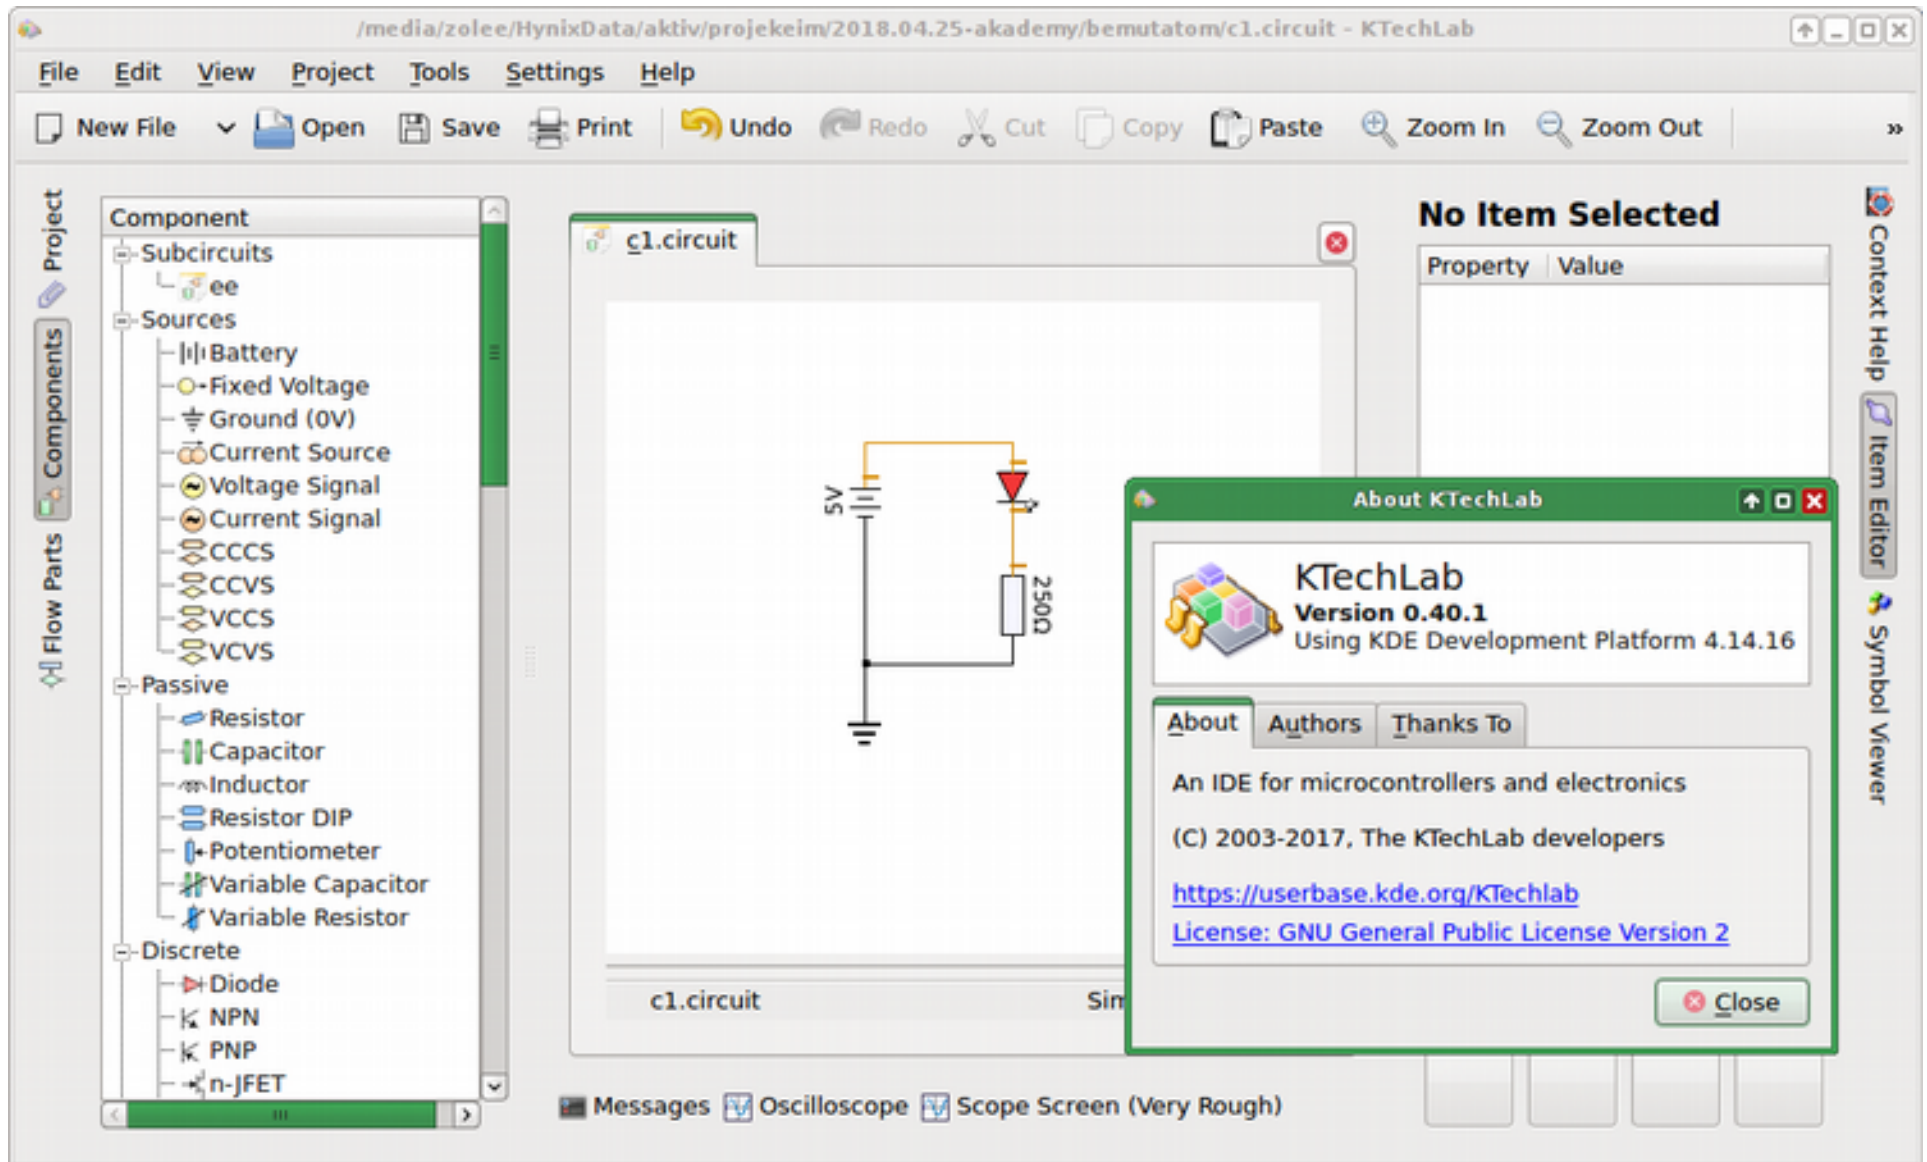 /media/zolee/HynixData/aktiv/projekeim/2018.04.25-akademy/bemutatom/c1.circuit - KTechLab
File Edit View Project Tools Settings Help
New File Open Save Print Undo Redo Cut Copy Paste Zoom In Zoom Out »
Project
Components
Flow Parts
Component
Subcircuits
ee
Sources
Battery
Fixed Voltage
Ground (0V)
Current Source
Voltage Signal
Current Signal
CCCS
CCVS
VCCS
VCVS
Passive
Resistor
Capacitor
Inductor
Resistor DIP
Potentiometer
Variable Capacitor
Variable Resistor
Discrete
Diode
NPN
PNP
n-JFET
c1.circuit
5V
250Ω
c1.circuit Sim
Messages Oscilloscope Scope Screen (Very Rough)
No Item Selected
Property Value
Context Help
Item Editor
Symbol Viewer
About KTechLab
KTechLab
Version 0.40.1
Using KDE Development Platform 4.14.16
About Authors Thanks To
An IDE for microcontrollers and electronics
(C) 2003-2017, The KTechLab developers
https://userbase.kde.org/KTechlab
License: GNU General Public License Version 2
Close